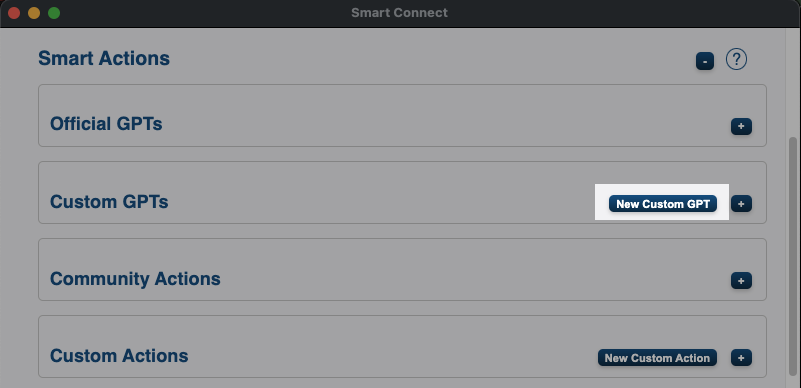 Smart Connect
Smart Actions - ?
Official GPTs +
Custom GPTs New Custom GPT +
Community Actions +
Custom Actions New Custom Action +